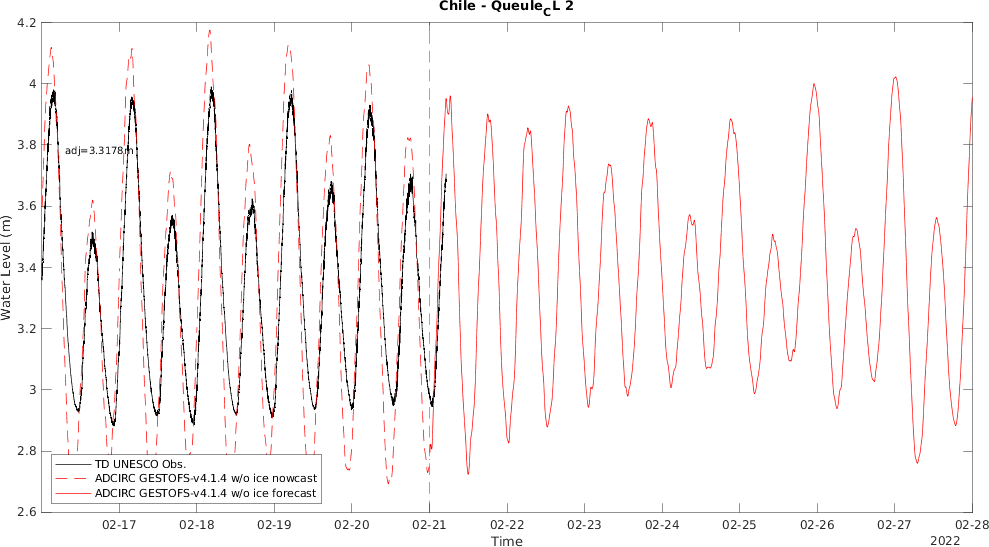 Chile - Queule_CL 2
Water Level (m)
4.2
4
3.8
3.6
3.4
3.2
3
2.8
2.6
adj=3.3178m
TD UNESCO Obs.
ADCIRC GESTOFS-v4.1.4 w/o ice nowcast
ADCIRC GESTOFS-v4.1.4 w/o ice forecast
02-17 02-18 02-19 02-20 02-21 02-22 02-23 02-24 02-25 02-26 02-27 02-28
Time
2022